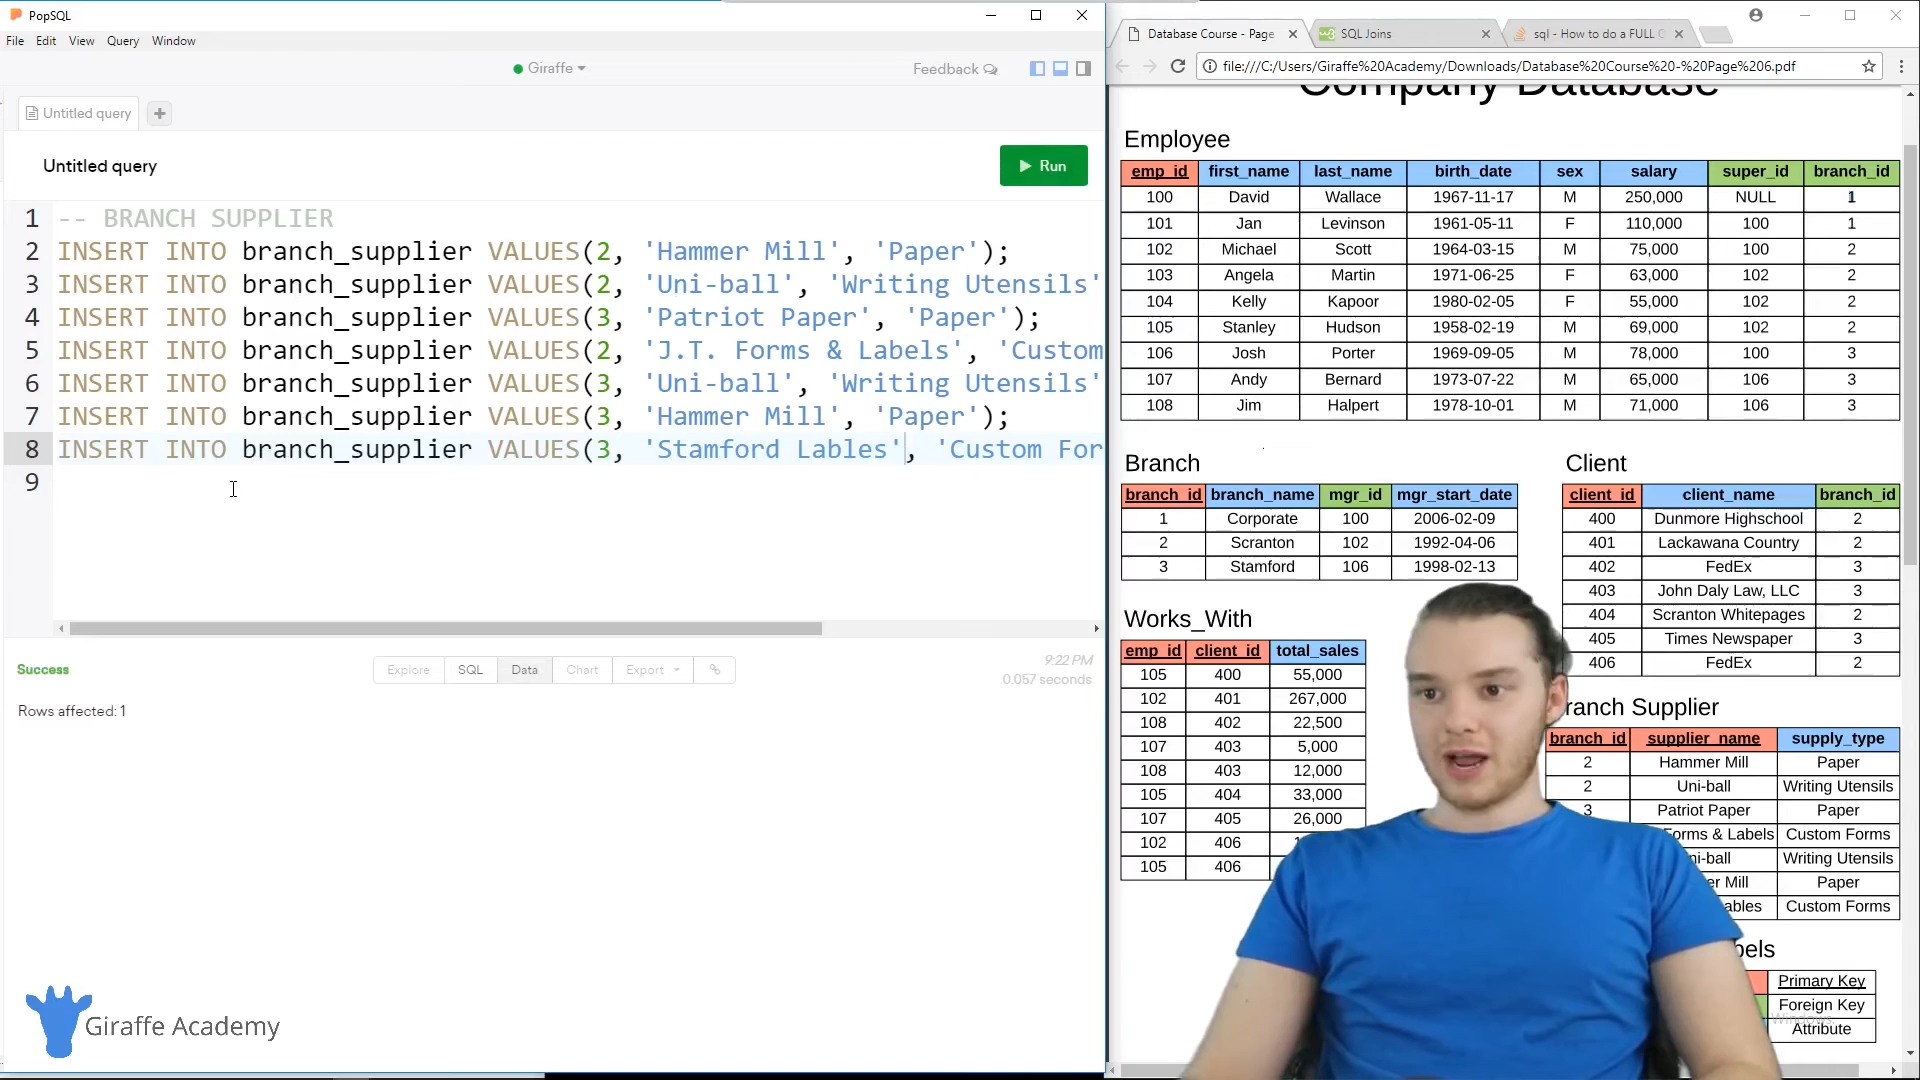 PopSQL
File Edit View Query Window
Giraffe
Feedback
Untitled query
+
Untitled query
Run
1 -- BRANCH SUPPLIER
2 INSERT INTO branch_supplier VALUES(2, 'Hammer Mill', 'Paper');
3 INSERT INTO branch_supplier VALUES(2, 'Uni-ball', 'Writing Utensils'
4 INSERT INTO branch_supplier VALUES(3, 'Patriot Paper', 'Paper');
5 INSERT INTO branch_supplier VALUES(2, 'J.T. Forms & Labels', 'Custom
6 INSERT INTO branch_supplier VALUES(3, 'Uni-ball', 'Writing Utensils'
7 INSERT INTO branch_supplier VALUES(3, 'Hammer Mill', 'Paper');
8 INSERT INTO branch_supplier VALUES(3, 'Stamford Lables', 'Custom For
9
Success
Explore SQL Data Chart Export
9:22 PM
0.057 seconds
Rows affected: 1
Giraffe Academy
Database Course - Page
SQL Joins
sql - How to do a FULL O
file:///C:/Users/Giraffe%20Academy/Downloads/Database%20Course%20-%20Page%206.pdf
Company Database
Employee
emp_id first_name last_name birth_date sex salary super_id branch_id
100 David Wallace 1967-11-17 M 250,000 NULL 1
101 Jan Levinson 1961-05-11 F 110,000 100 1
102 Michael Scott 1964-03-15 M 75,000 100 2
103 Angela Martin 1971-06-25 F 63,000 102 2
104 Kelly Kapoor 1980-02-05 F 55,000 102 2
105 Stanley Hudson 1958-02-19 M 69,000 102 2
106 Josh Porter 1969-09-05 M 78,000 100 3
107 Andy Bernard 1973-07-22 M 65,000 106 3
108 Jim Halpert 1978-10-01 M 71,000 106 3
Branch
branch_id branch_name mgr_id mgr_start_date
1 Corporate 100 2006-02-09
2 Scranton 102 1992-04-06
3 Stamford 106 1998-02-13
Client
client_id client_name branch_id
400 Dunmore Highschool 2
401 Lackawana Country 2
402 FedEx 3
403 John Daly Law, LLC 3
404 Scranton Whitepages 2
405 Times Newspaper 3
406 FedEx 2
Works_With
emp_id client_id total_sales
105 400 55,000
102 401 267,000
108 402 22,500
107 403 5,000
108 403 12,000
105 404 33,000
107 405 26,000
102 406 1
105 406
ranch Supplier
branch_id supplier_name supply_type
2 Hammer Mill Paper
2 Uni-ball Writing Utensils
3 Patriot Paper Paper
Forms & Labels Custom Forms
ni-ball Writing Utensils
er Mill Paper
ables Custom Forms
bels
Primary Key
Foreign Key
Attribute